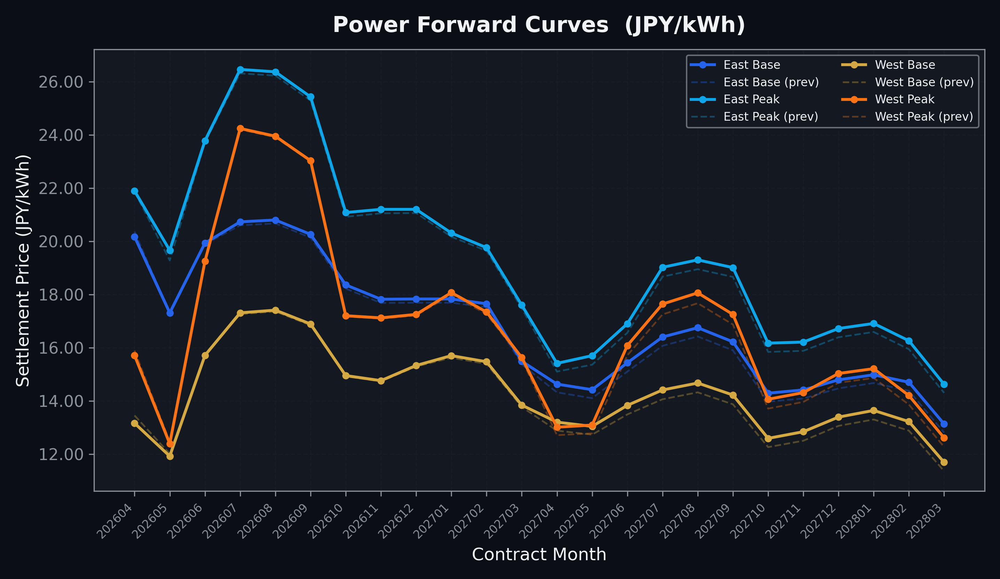 Power Forward Curves  (JPY/kWh)
Settlement Price (JPY/kWh)
26.00
24.00
22.00
20.00
18.00
16.00
14.00
12.00
East Base
East Base (prev)
East Peak
East Peak (prev)
West Base
West Base (prev)
West Peak
West Peak (prev)
202604
202605
202606
202607
202608
202609
202610
202611
202612
202701
202702
202703
202704
202705
202706
202707
202708
202709
202710
202711
202712
202801
202802
202803
Contract Month